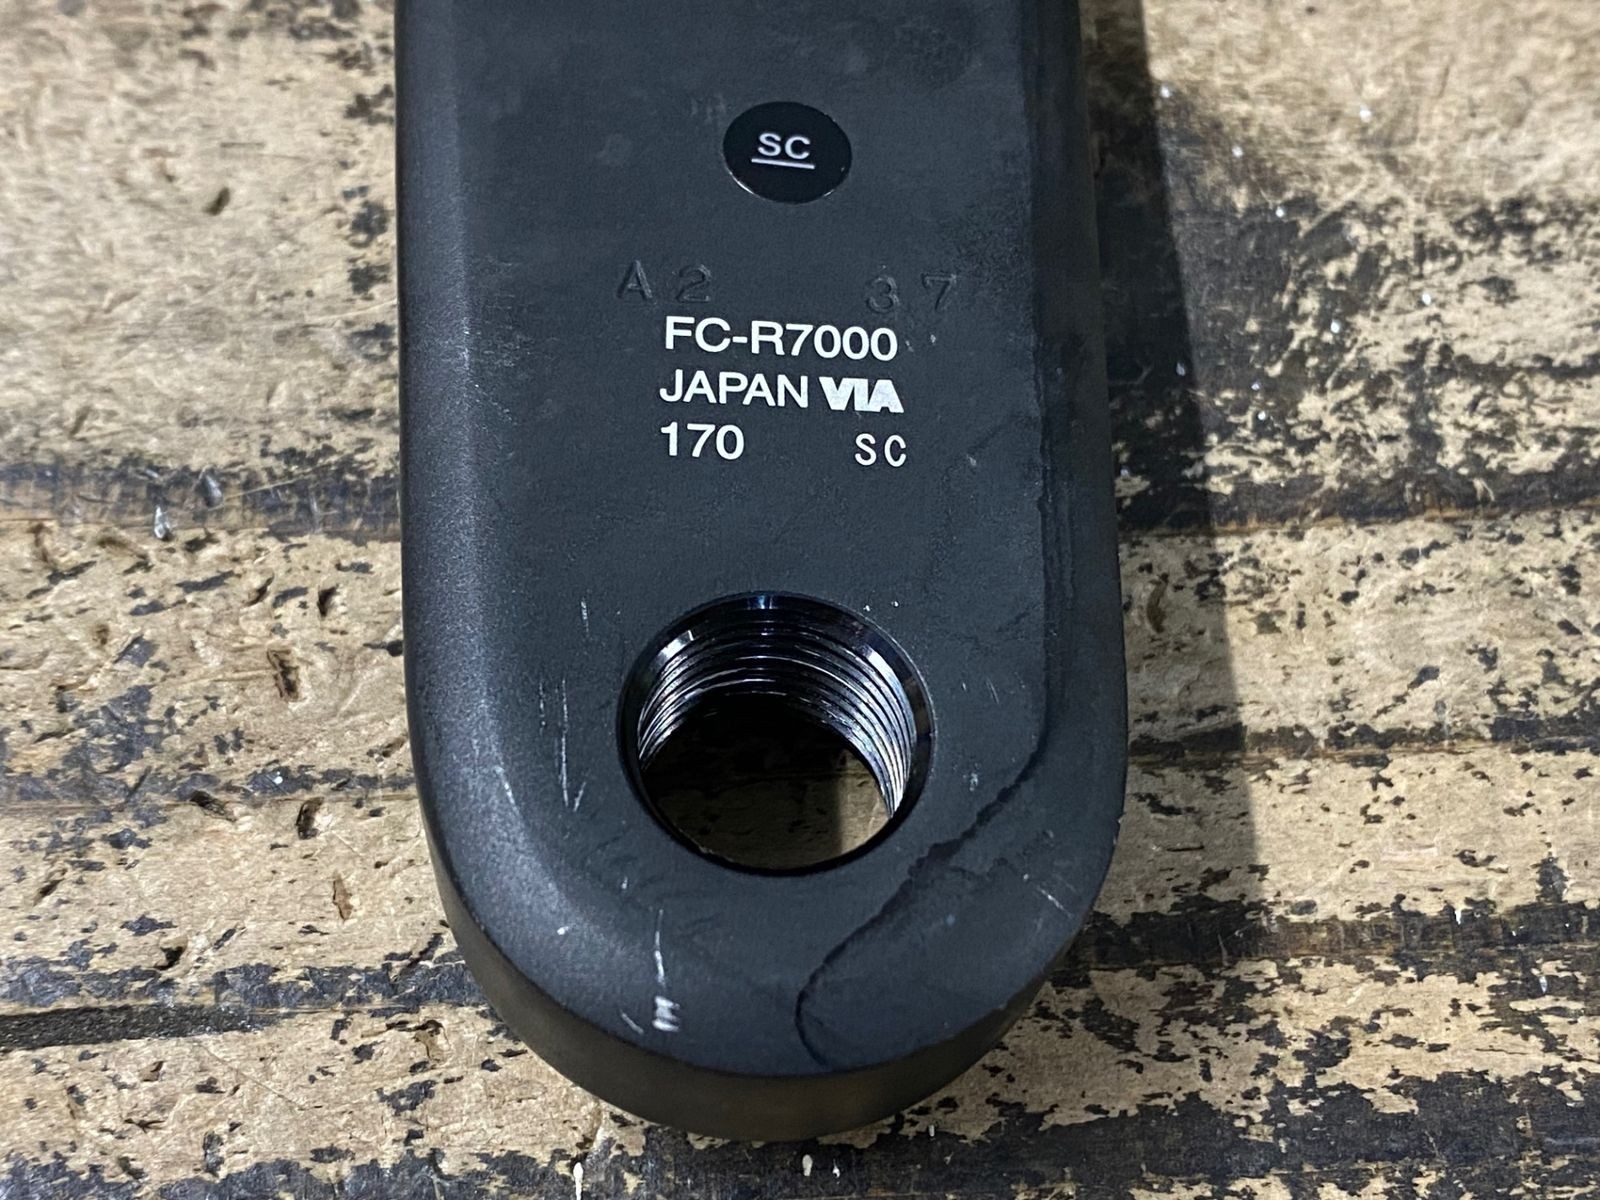 SC
A2 37
FC-R7000
JAPAN VIA
170 SC